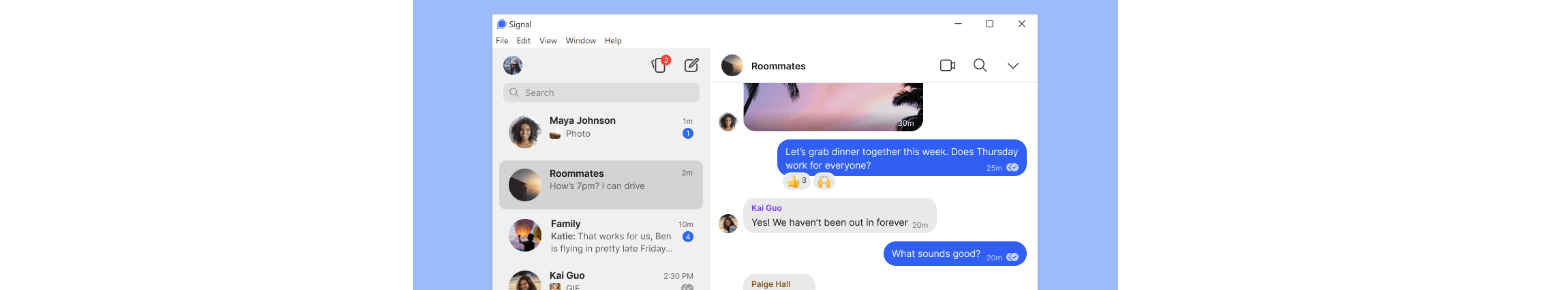 Signal
File Edit View Window Help
2
Search
Maya Johnson 1m
Photo 1
Roommates 2m
How's 7pm? I can drive
Family 10m
Katie: That works for us, Ben 4
is flying in pretty late Friday...
Kai Guo 2:30 PM
GIF
Roommates
30m
Let's grab dinner together this week. Does Thursday
work for everyone? 25m
3
Kai Guo
Yes! We haven't been out in forever 20m
What sounds good? 20m
Paige Hall